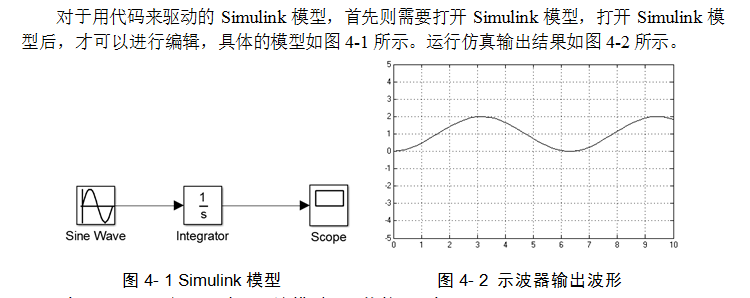 对于用代码来驱动的 Simulink 模型，首先则需要打开 Simulink 模型，打开 Simulink 模
型后，才可以进行编辑，具体的模型如图 4-1 所示。运行仿真输出结果如图 4-2 所示。
1
s
Sine Wave
Integrator
Scope
5
4
3
2
1
0
-1
-2
-3
-4
-5
0 1 2 3 4 5 6 7 8 9 10
图 4- 1 Simulink 模型
图 4- 2 示波器输出波形